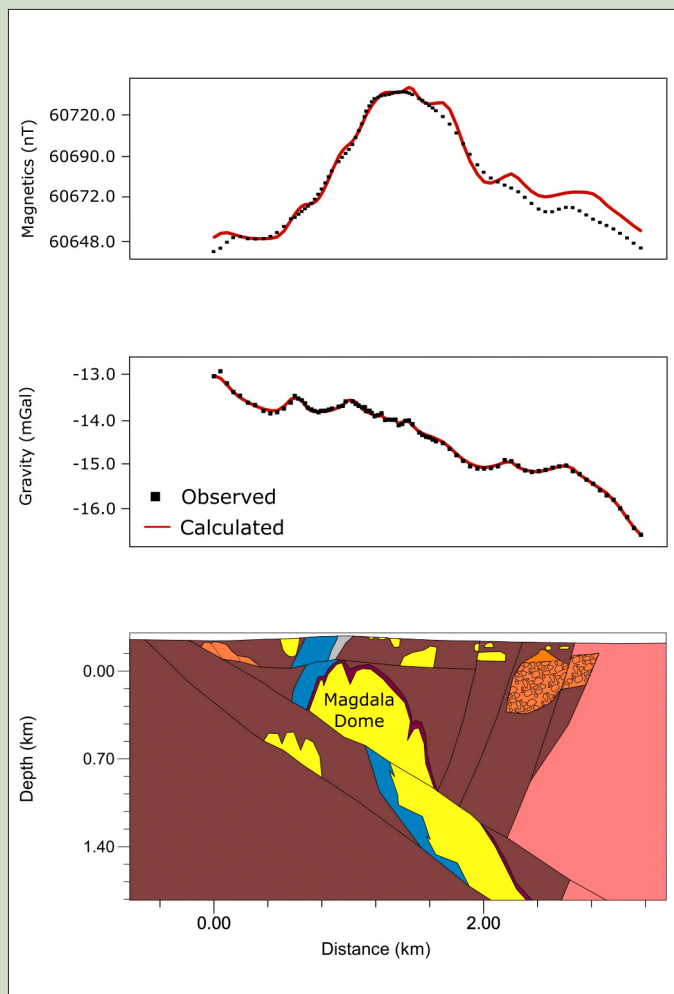 Magnetics (nT)
60720.0
60690.0
60672.0
60648.0
Gravity (mGal)
-13.0
-14.0
-15.0
-16.0
Observed
Calculated
Depth (km)
0.00
0.70
1.40
Magdala
Dome
0.00
2.00
Distance (km)